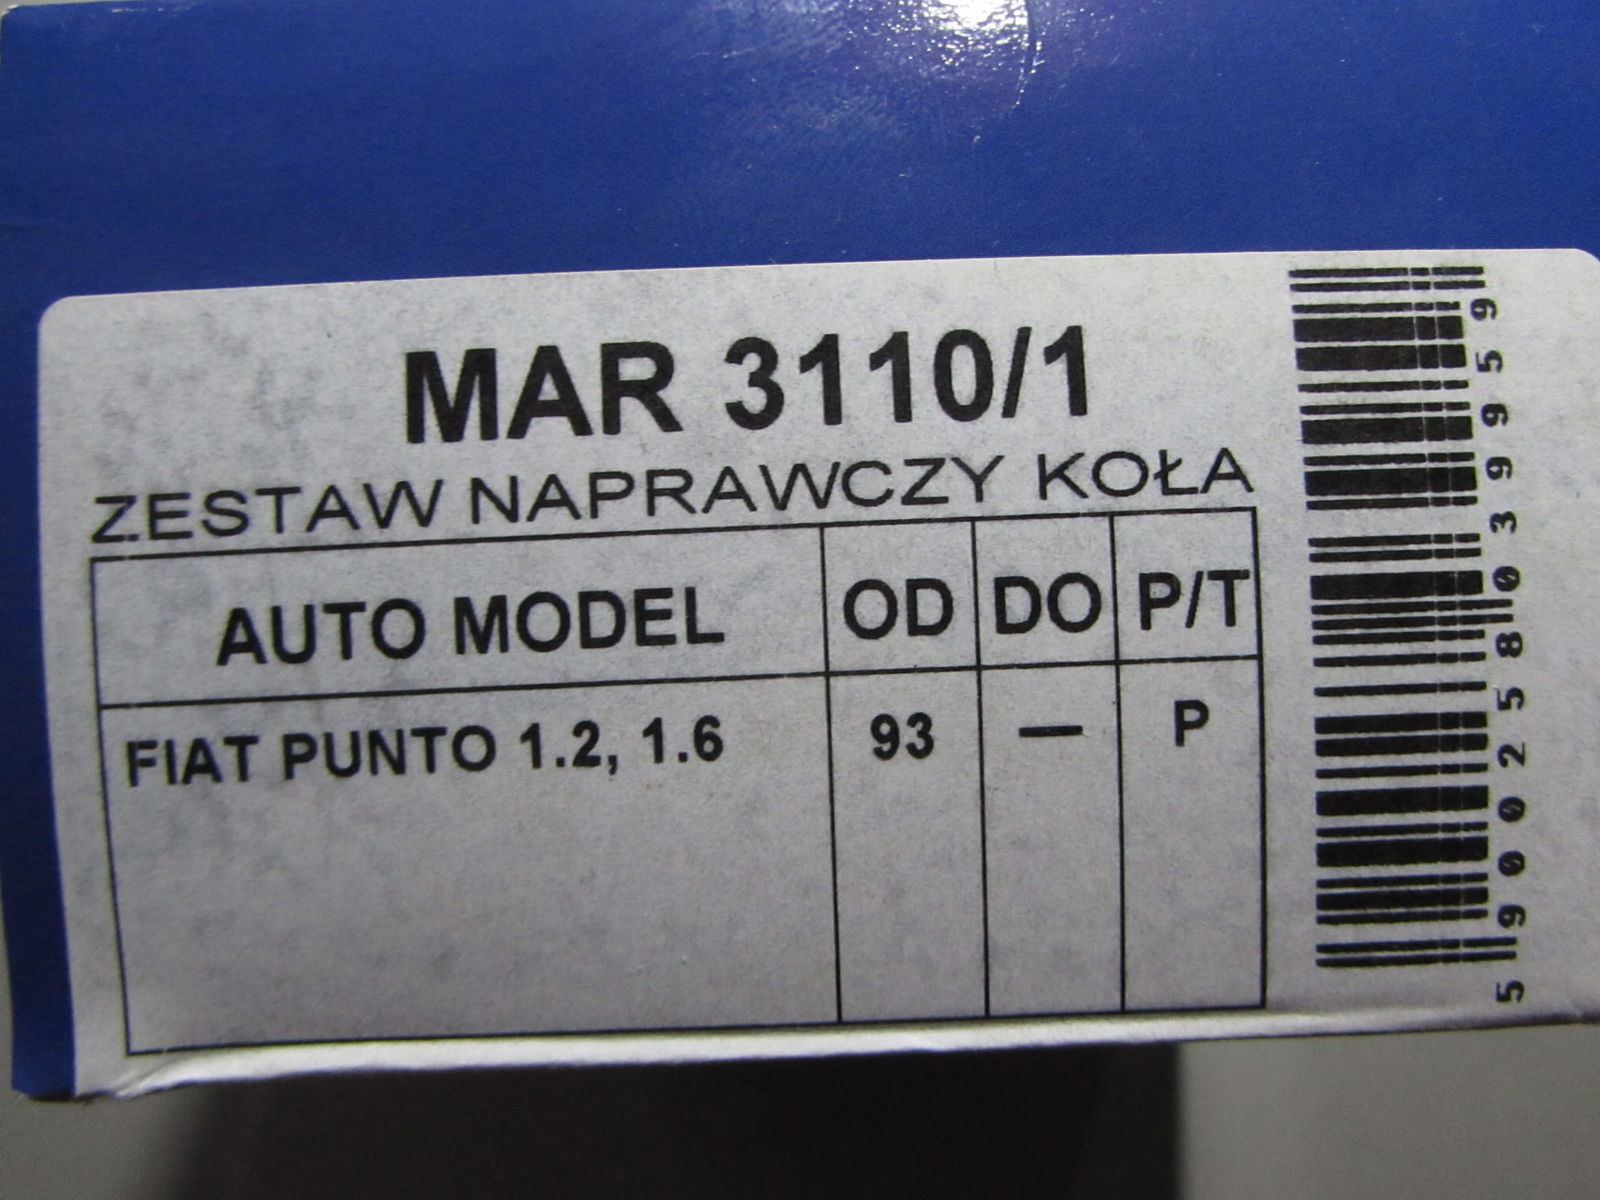 MAR 3110/1
ZESTAW NAPRAWCZY KOŁA
AUTO MODEL OD DO P/T
FIAT PUNTO 1.2, 1.6 93 — P
5900258039959